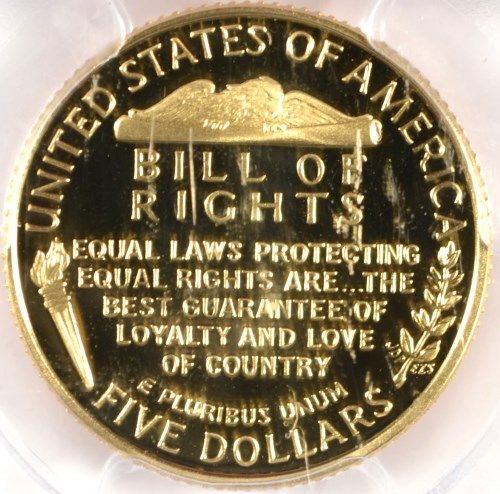 UNITED STATES OF AMERICA
BILL OF
RIGHTS
EQUAL LAWS PROTECTING
EQUAL RIGHTS ARE...THE
BEST GUARANTEE OF
LOYALTY AND LOVE
OF COUNTRY
E PLURIBUS UNUM
FIVE DOLLARS